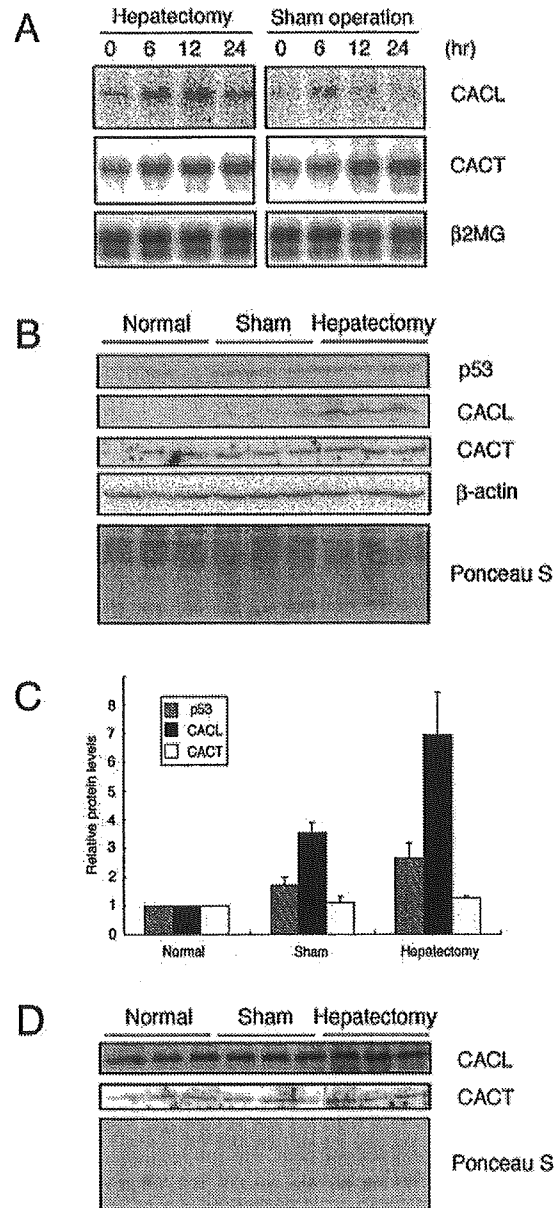 A
Hepatectomy Sham operation
0 6 12 24 0 6 12 24 (hr)
CACL
CACT
β2MG
B
Normal Sham Hepatectomy
p53
CACL
CACT
β-actin
Ponceau S
C
Relative protein levels
8
7
6
5
4
3
2
1
0
p53
CACL
CACT
Normal Sham Hepatectomy
D
Normal Sham Hepatectomy
CACL
CACT
Ponceau S